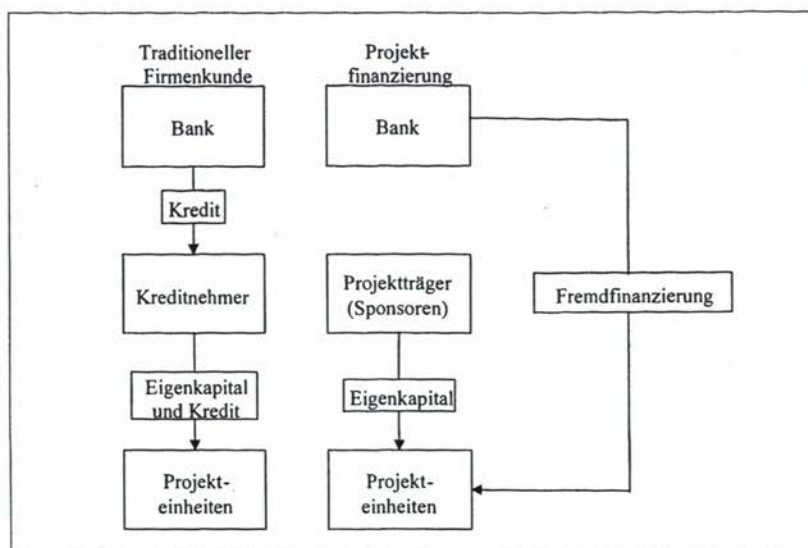 Traditioneller
Firmenkunde
Projekt-
finanzierung
Bank
Bank
Kredit
Kreditnehmer
Projektträger
(Sponsoren)
Fremdfinanzierung
Eigenkapital
und Kredit
Eigenkapital
Projekt-
einheiten
Projekt-
einheiten